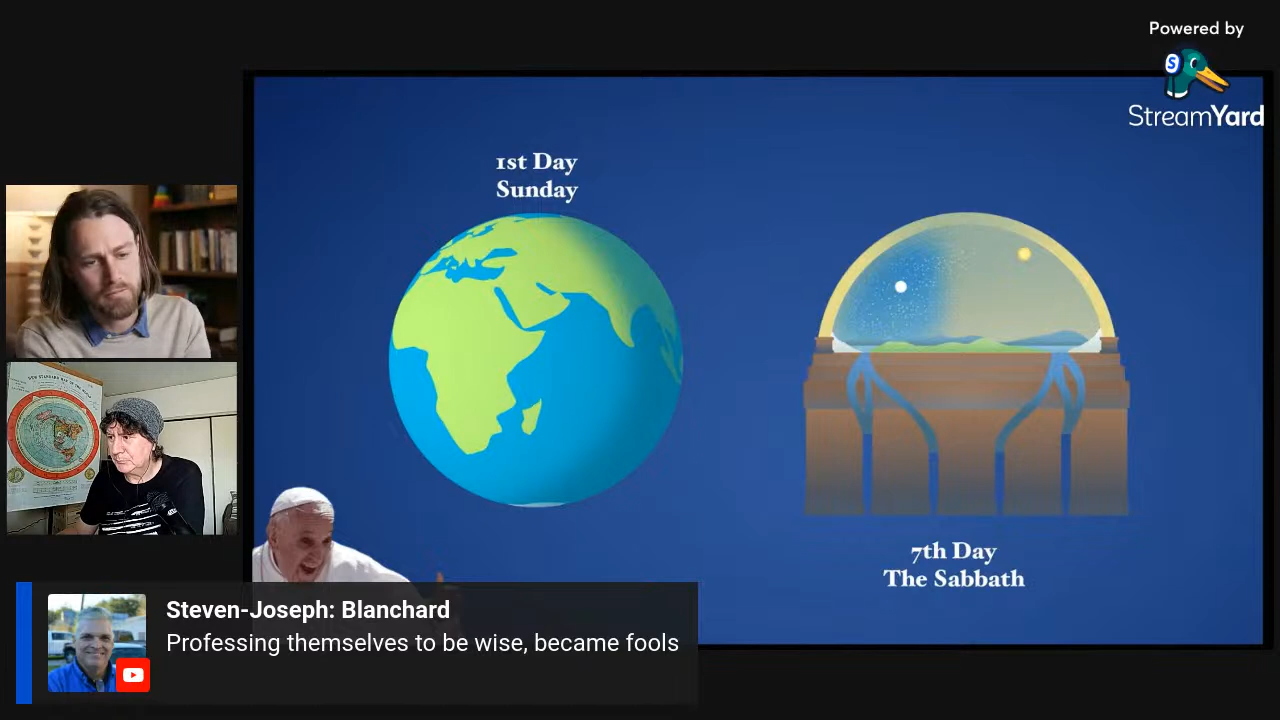 Powered by
StreamYard
1st Day
Sunday
7th Day
The Sabbath
Steven-Joseph: Blanchard
Professing themselves to be wise, became fools